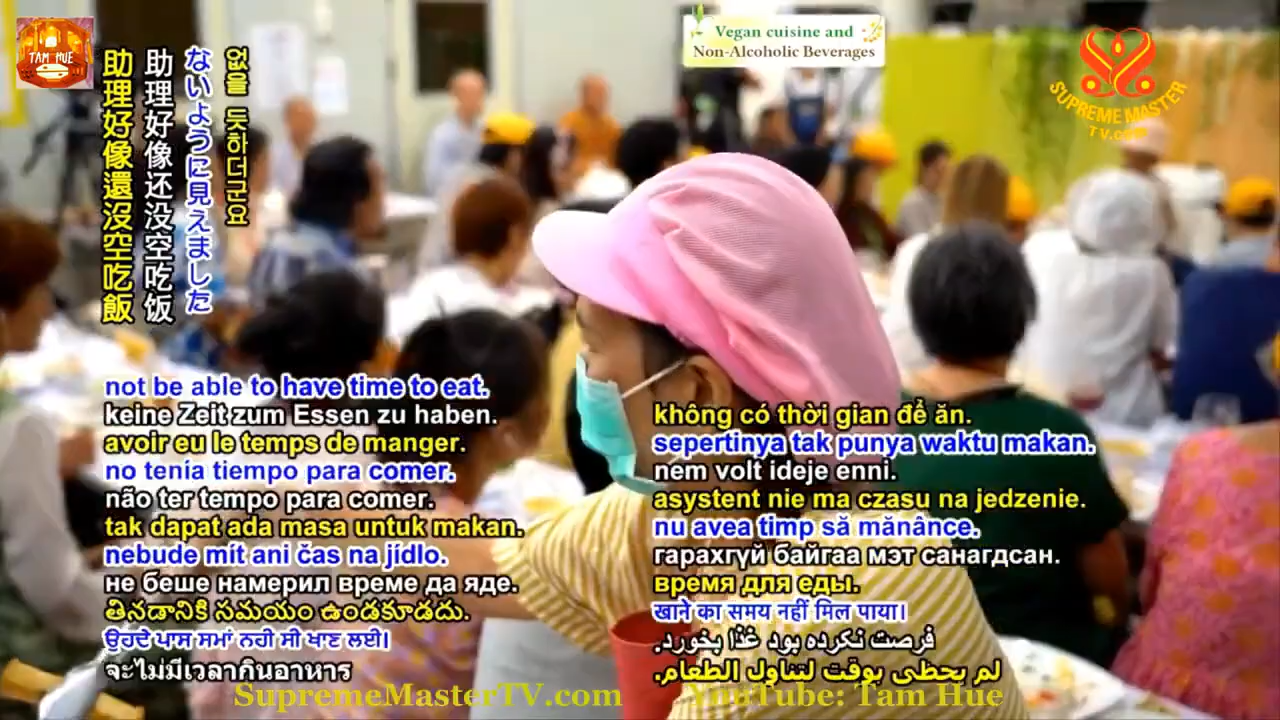 TAM HUE
Vegan cuisine and
Non-Alcoholic Beverages
SUPREME MASTER
TV.com
助理好像還沒空吃飯
助理好像还没空吃饭
ないように見えました
없을 듯하더군요
not be able to have time to eat.
keine Zeit zum Essen zu haben.
avoir eu le temps de manger.
no tenía tiempo para comer.
não ter tempo para comer.
tak dapat ada masa untuk makan.
nebude mít ani čas na jídlo.
не беше намерил време да яде.
తినడానికి సమయం ఉండకూడదు.
ਉਹਦੇ ਪਾਸ ਸਮਾਂ ਨਹੀ ਸੀ ਖਾਣ ਲਈ।
จะไม่มีเวลากินอาหาร
không có thời gian để ăn.
sepertinya tak punya waktu makan.
nem volt ideje enni.
asystent nie ma czasu na jedzenie.
nu avea timp să mănânce.
гарахгүй байгаа мэт санагдсан.
время для еды.
खाने का समय नहीं मिल पाया।
فرصت نکرده بود غذا بخورد.
لم يحظى بوقت لتناول الطعام.
SupremeMasterTV.com
YouTube: Tam Hue